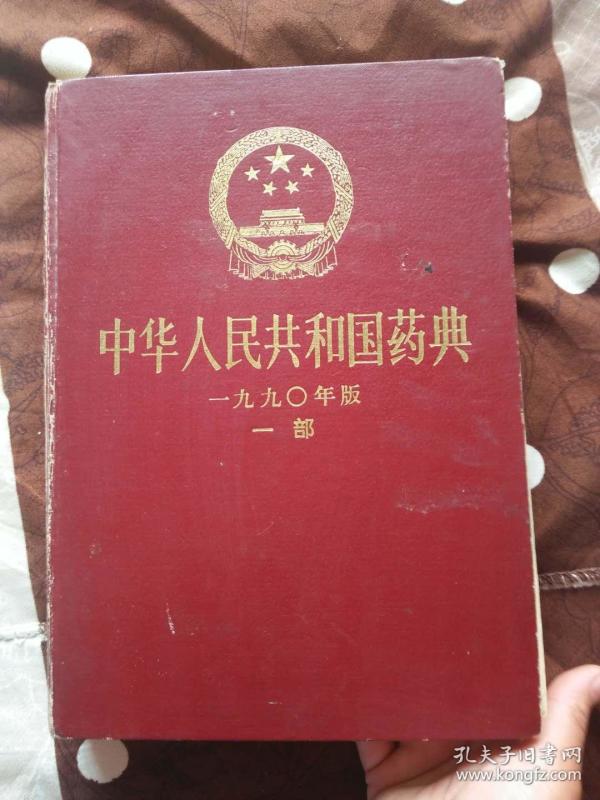 中华人民共和国药典
一九九〇年版
一部
孔夫子旧书网
www.kongfz.com